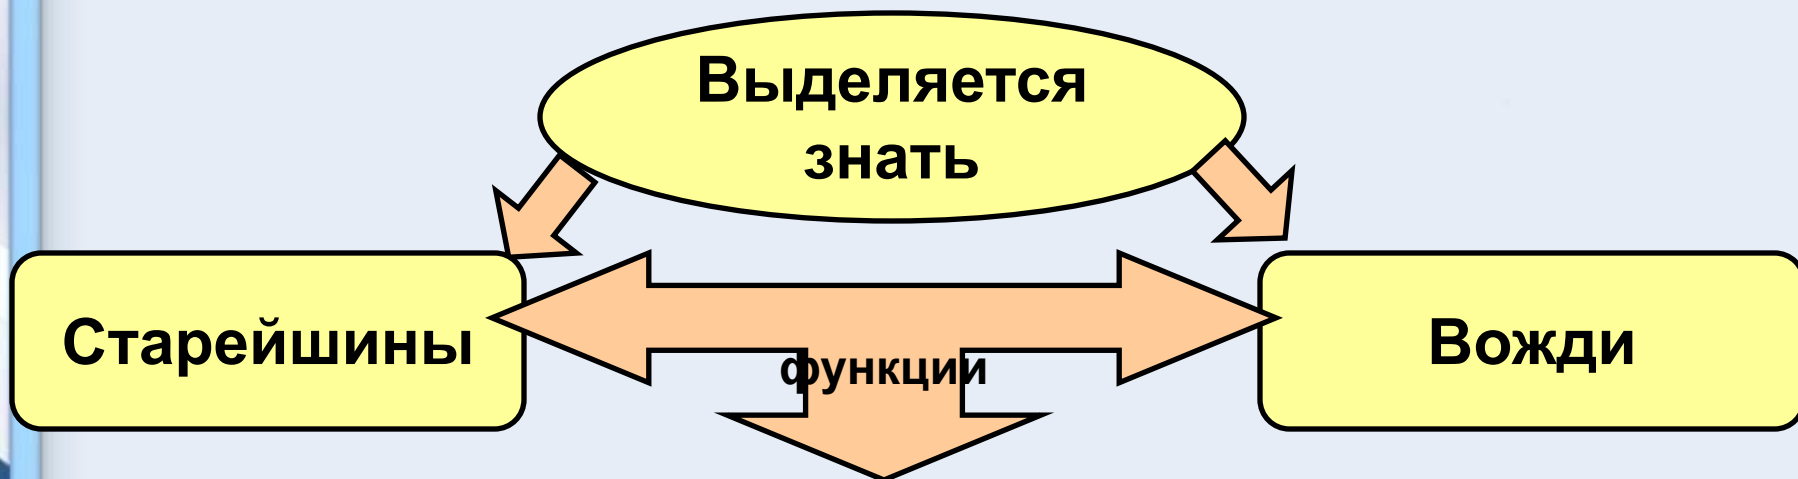 Выделяется
знать
Старейшины
функции
Вожди